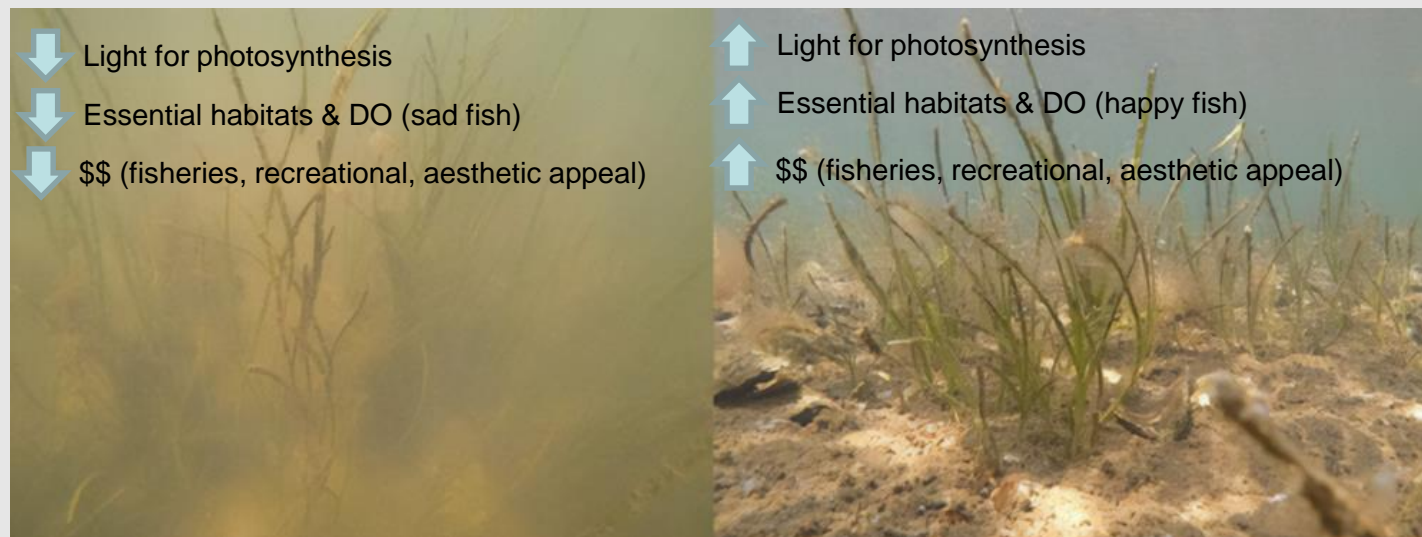 Light for photosynthesis
Essential habitats & DO (sad fish)
$$ (fisheries, recreational, aesthetic appeal)
Light for photosynthesis
Essential habitats & DO (happy fish)
$$ (fisheries, recreational, aesthetic appeal)